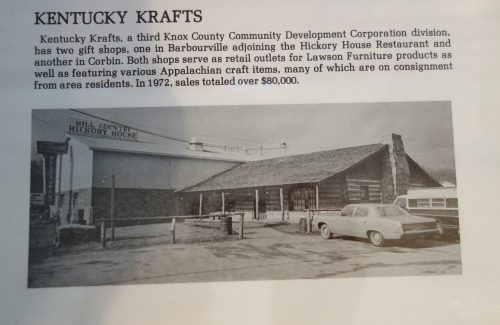 KENTUCKY KRAFTS
Kentucky Krafts, a third Knox County Community Development Corporation division,
has two gift shops, one in Barbourville adjoining the Hickory House Restaurant and
another in Corbin. Both shops serve as retail outlets for Lawson Furniture products as
well as featuring various Appalachian craft items, many of which are on consignment
from area residents. In 1972, sales totaled over $80,000.
HILL COUNTRY
HICKORY HOUSE